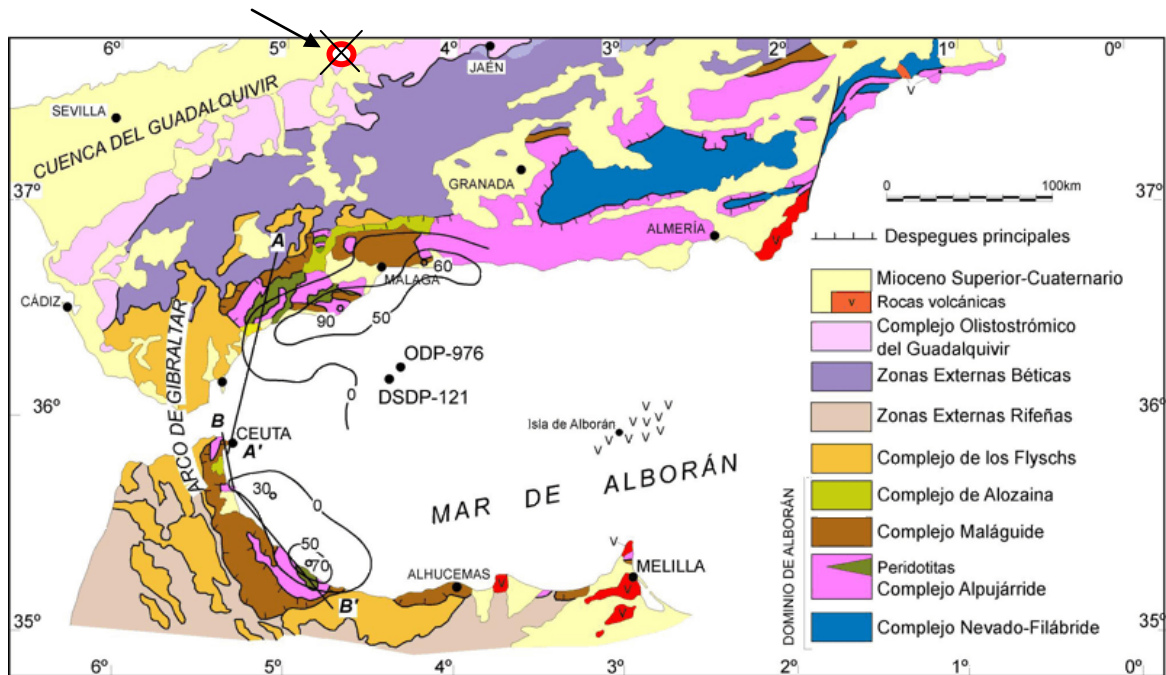 6º 5º 4º 3º 2º 1º 0º
JAÉN
SEVILLA
CUENCA DEL GUADALQUIVIR
v
37º
GRANADA
37º
0 100km
ALMERÍA
v
Despegues principales
A
60
MÁLAGA
50
CÁDIZ
90
Mioceno Superior-Cuaternario
v Rocas volcánicas
Complejo Olistostrómico
del Guadalquivir
ARCO DE GIBRALTAR
ODP-976
0
DSDP-121
Zonas Externas Béticas
36º
36º
Zonas Externas Rifeñas
B
CEUTA
A'
Isla de Alborán
v v v v v v v v v v v
Complejo de los Flyschs
30
0
MAR DE ALBORÁN
Complejo de Alozaina
50
70
v
MELILLA
ALHUCEMAS
v
v
v
v
B'
Complejo Maláguide
Peridotitas
Complejo Alpujárride
Complejo Nevado-Filábride
DOMINIO DE ALBORÁN
35º
35º
6º 5º 4º 3º 2º 1º 0º